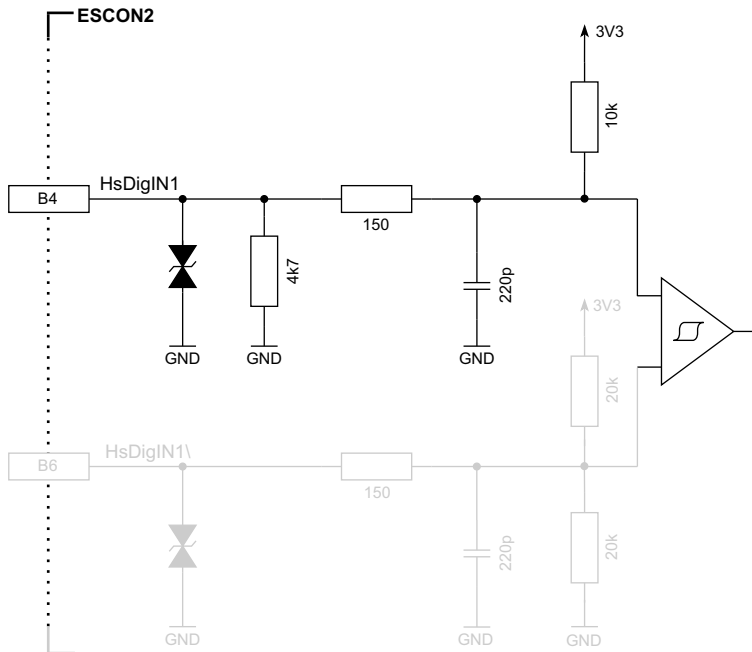 ESCON2
3V3
10k
HsDigIN1
B4
150
4k7
220p
GND
GND
3V3
20k
HsDigIN1\
B6
150
220p
20k
GND
GND
GND